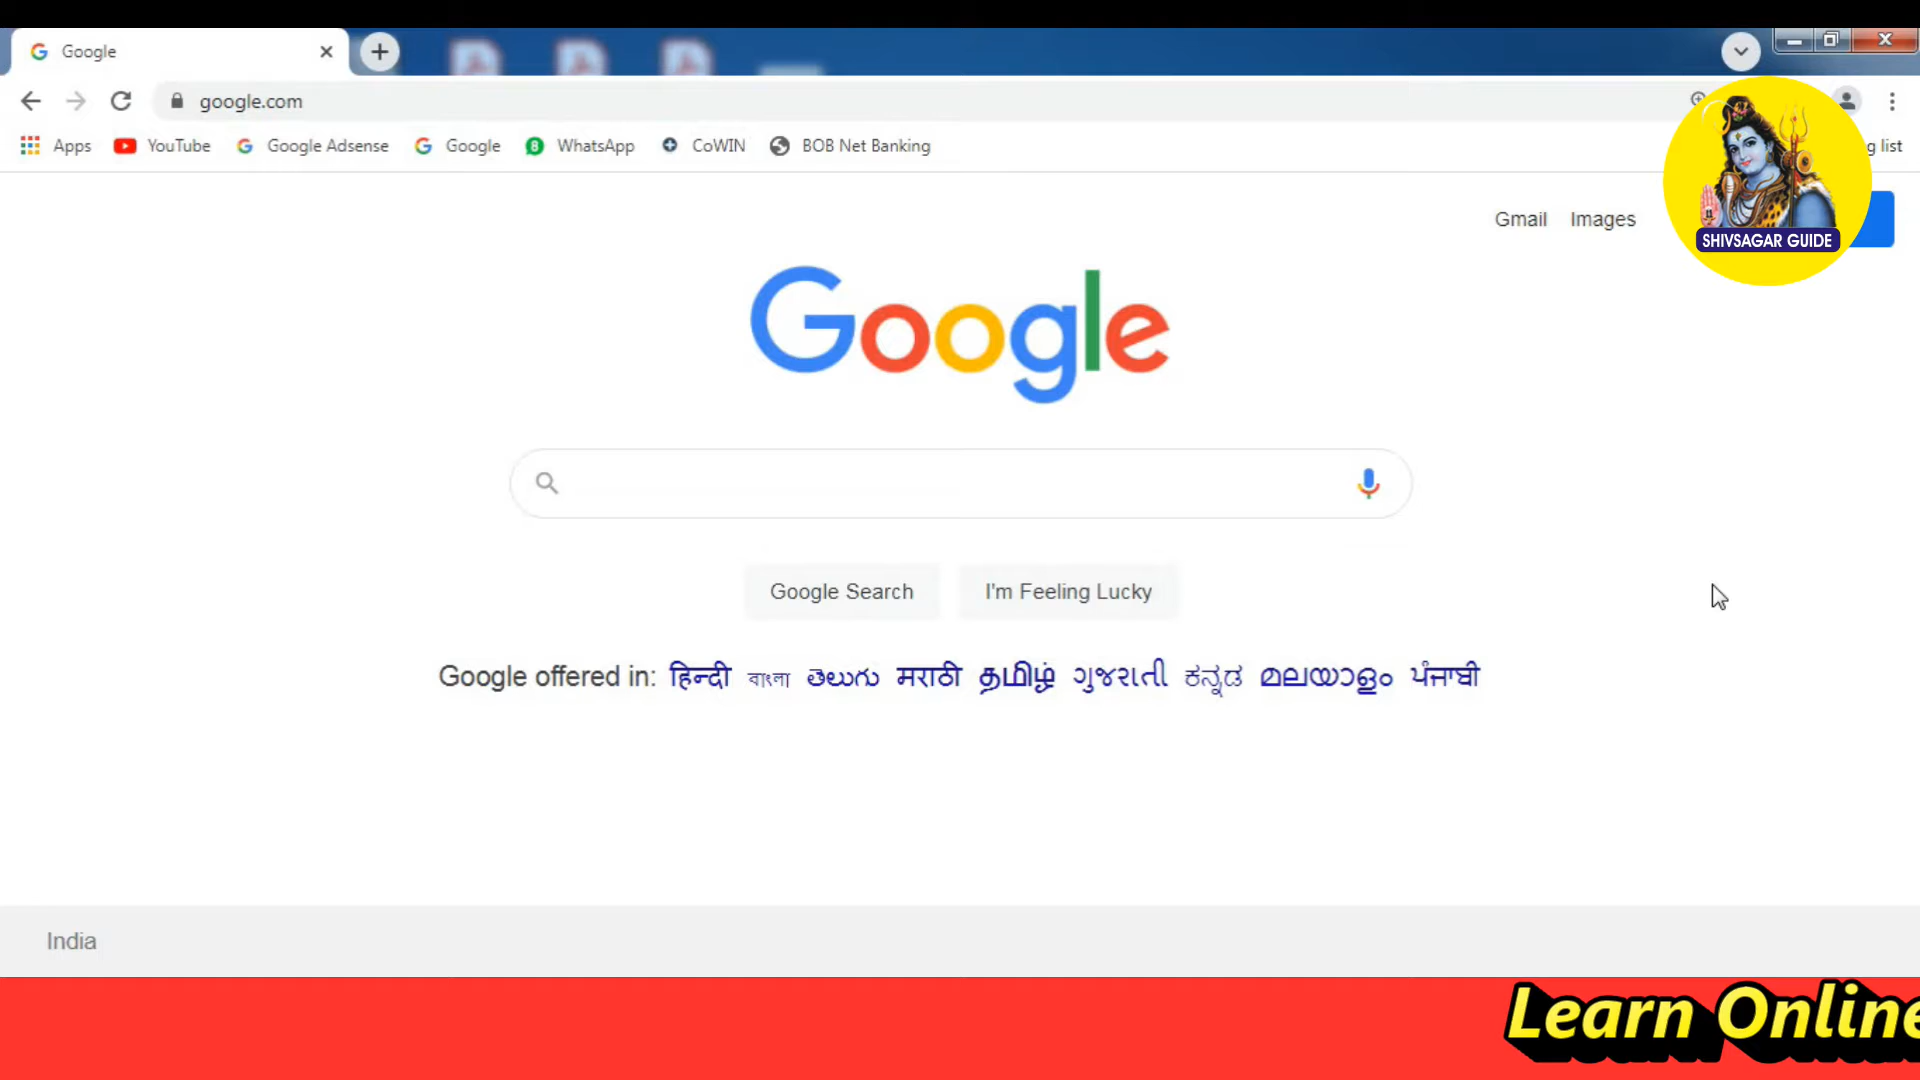 Google
google.com
Apps YouTube Google Adsense Google WhatsApp CoWIN BOB Net Banking g list
Gmail Images
SHIVSAGAR GUIDE
Google
Google Search I'm Feeling Lucky
Google offered in: हिन्दी বাংলা తెలుగు मराठी தமிழ் ગુજરાતી ಕನ್ನಡ മലയാളം ਪੰਜਾਬੀ
India
Learn Online